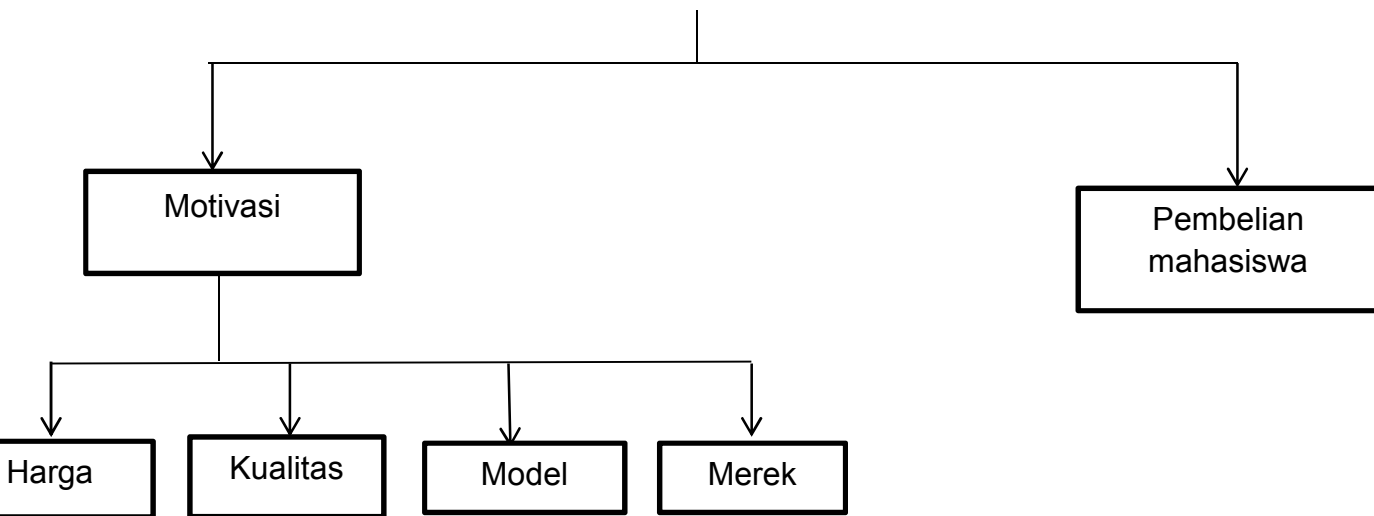 Motivasi
Pembelian
mahasiswa
Harga
Kualitas
Model
Merek